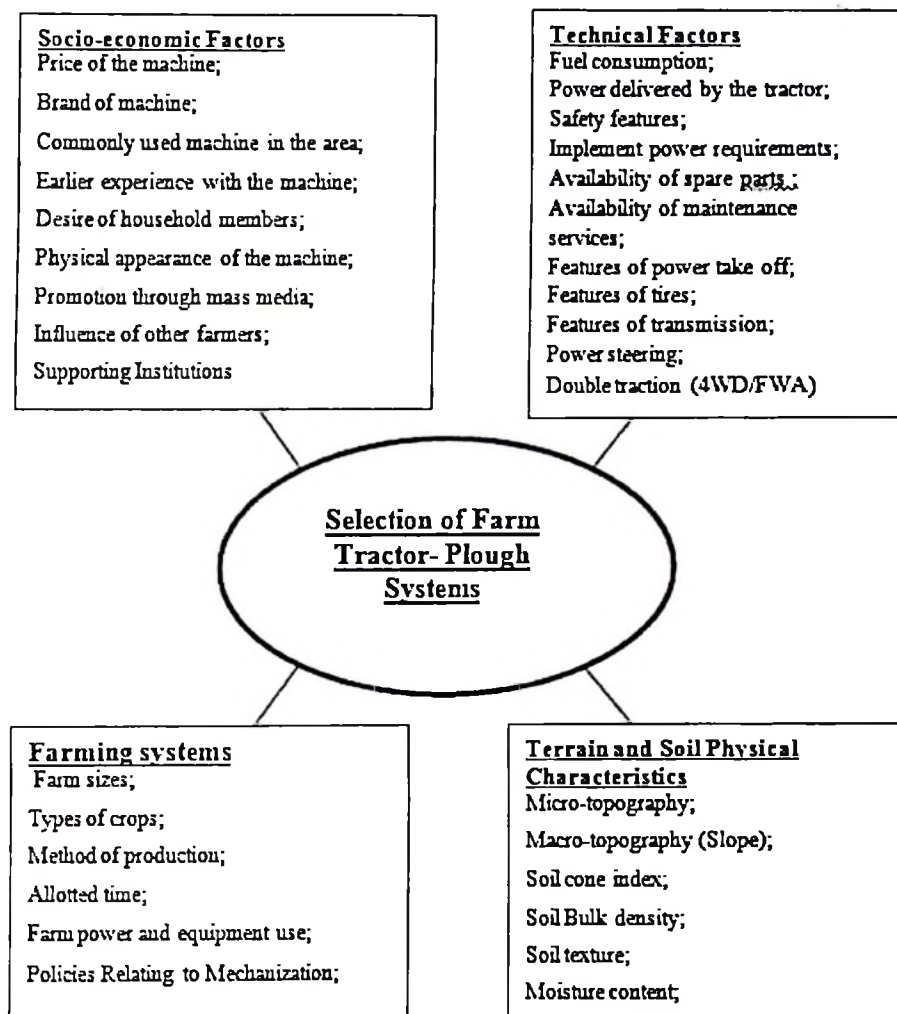 Socio-economic Factors
Price of the machine;
Brand of machine;
Commonly used machine in the area;
Earlier experience with the machine;
Desire of household members;
Physical appearance of the machine;
Promotion through mass media;
Influence of other farmers;
Supporting Institutions
Technical Factors
Fuel consumption;
Power delivered by the tractor;
Safety features;
Implement power requirements;
Availability of spare parts ;
Availability of maintenance
services;
Features of power take off;
Features of tires;
Features of transmission;
Power steering;
Double traction (4WD/FWA)
Selection of Farm
Tractor- Plough
Systems
Farming systems
Farm sizes;
Types of crops;
Method of production;
Allotted time;
Farm power and equipment use;
Policies Relating to Mechanization;
Terrain and Soil Physical
Characteristics
Micro-topography;
Macro-topography (Slope);
Soil cone index;
Soil Bulk density;
Soil texture;
Moisture content;